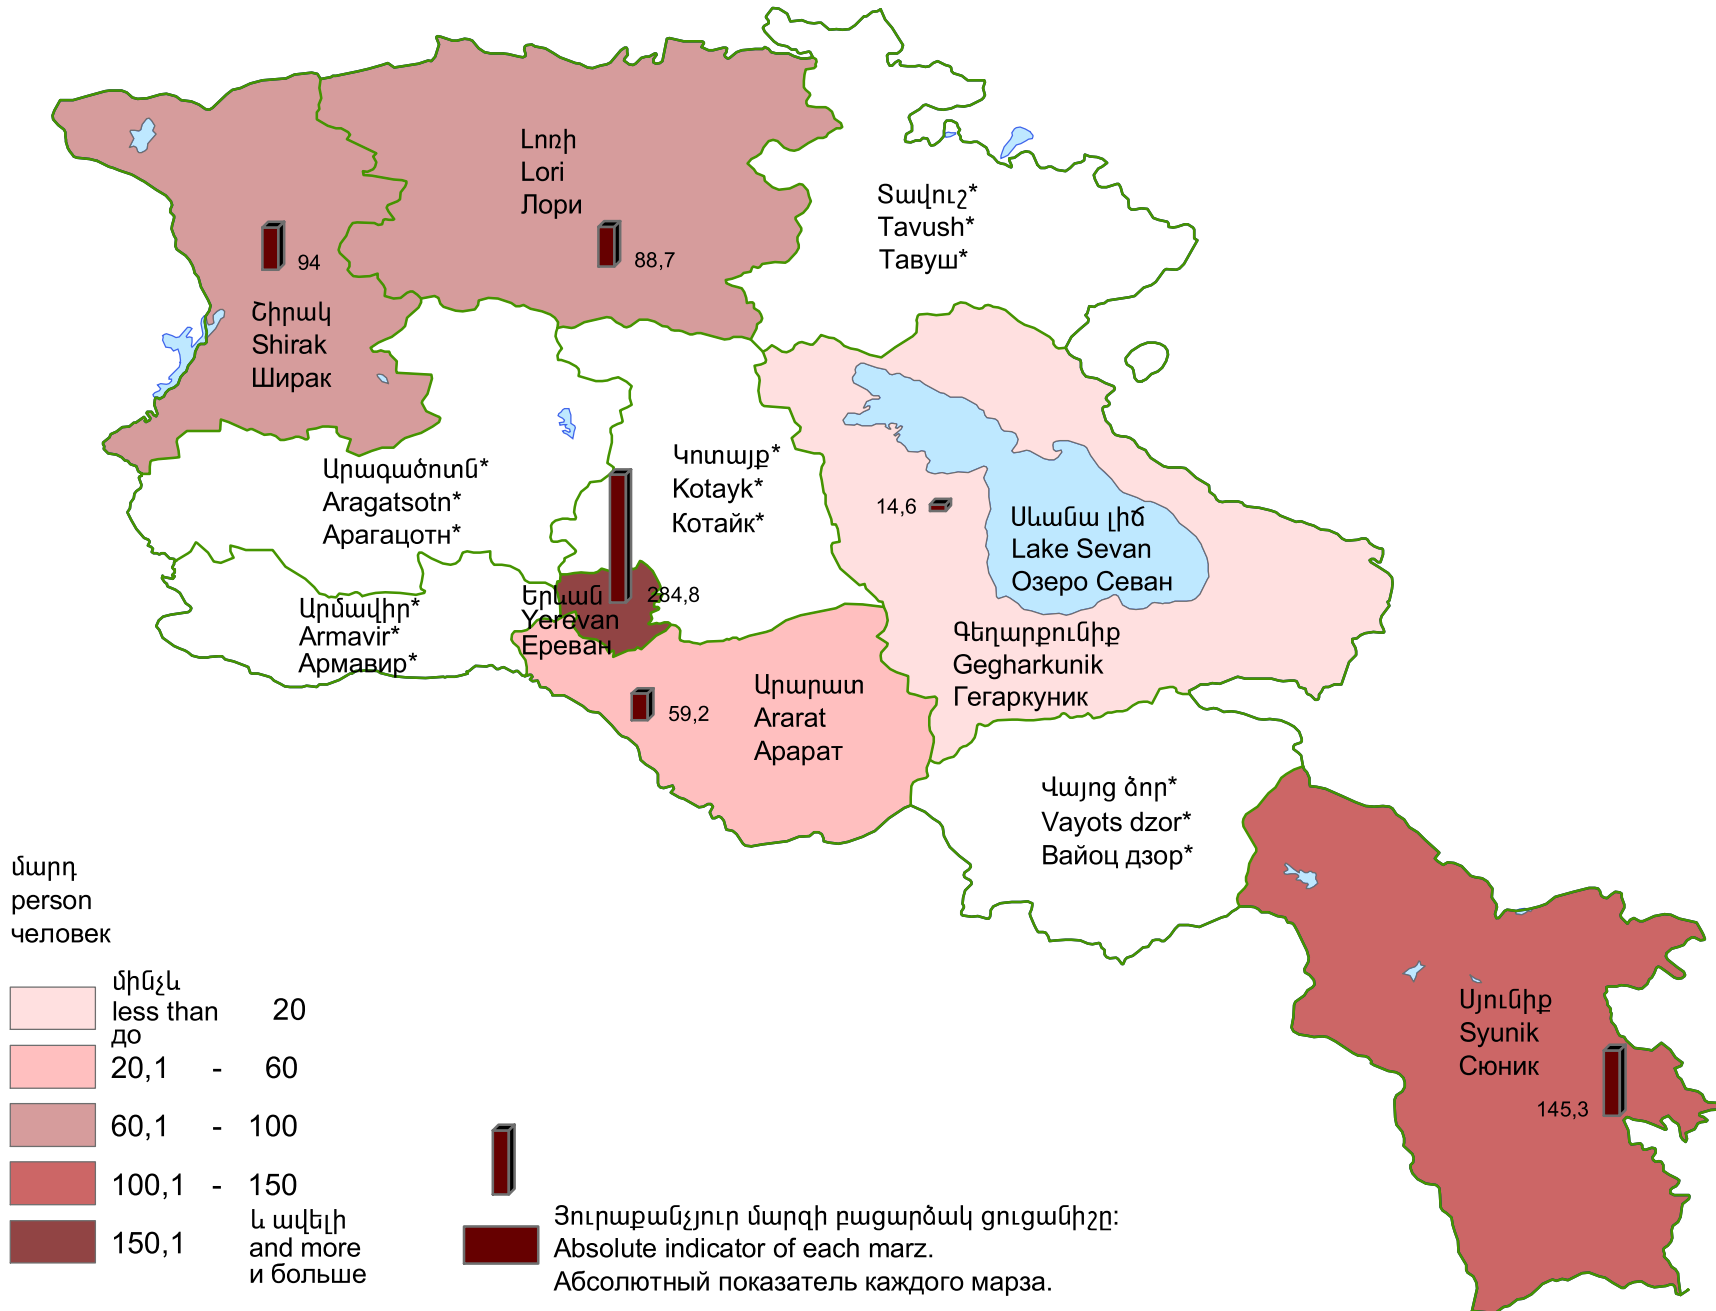 Լոռի
Lori
Лори
88,7
Տավուշ*
Tavush*
Тавуш*
94
Շիրակ
Shirak
Ширак
Արագածոտն*
Aragatsotn*
Арагацотн*
Կոտայք*
Kotayk*
Котайк*
14,6
Սևանա լիճ
Lake Sevan
Озеро Севан
Արմավիր*
Armavir*
Армавир*
Երևան
Yerevan
Ереван
284,8
Գեղարքունիք
Gegharkunik
Гегаркуник
59,2
Արարատ
Ararat
Арарат
Վայոց ձոր*
Vayots dzor*
Вайоц дзор*
Սյունիք
Syunik
Сюник
145,3
մարդ
person
человек
մինչև
less than 20
до
20,1 - 60
60,1 - 100
100,1 - 150
150,1
և ավելի
and more
и больше
Յուրաքանչյուր մարզի բացարձակ ցուցանիշը:
Absolute indicator of each marz.
Абсолютный показатель каждого марза.